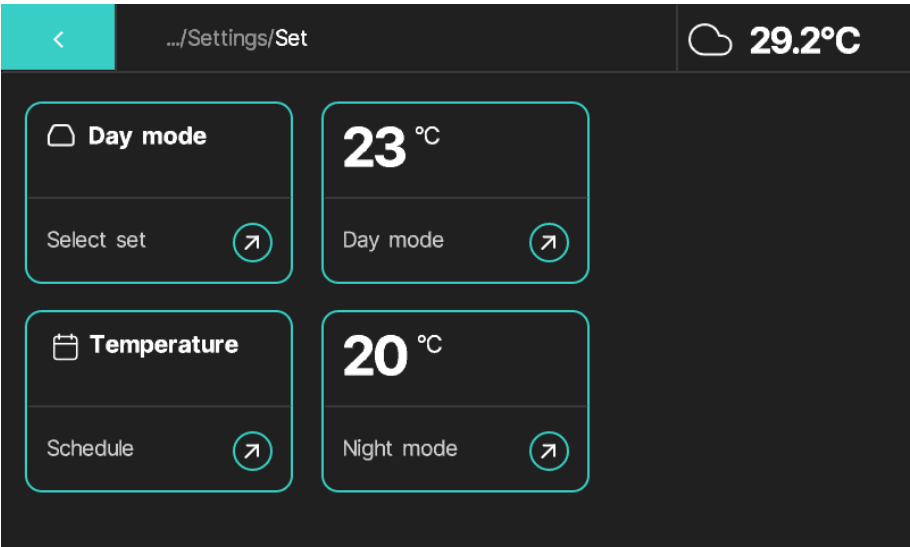 .../Settings/Set
29.2°C
Day mode
Select set
23 °C
Day mode
Temperature
Schedule
20 °C
Night mode